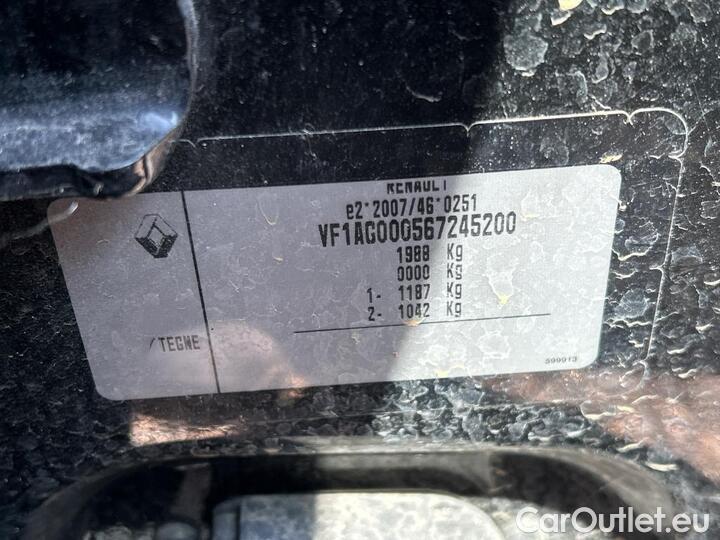 RENAULT
e2*2007/46*0251
VF1AG000567245200
1988 Kg
0000 Kg
1- 1187 Kg
2- 1042 Kg
/TEGNE
599913
CarOutlet.eu